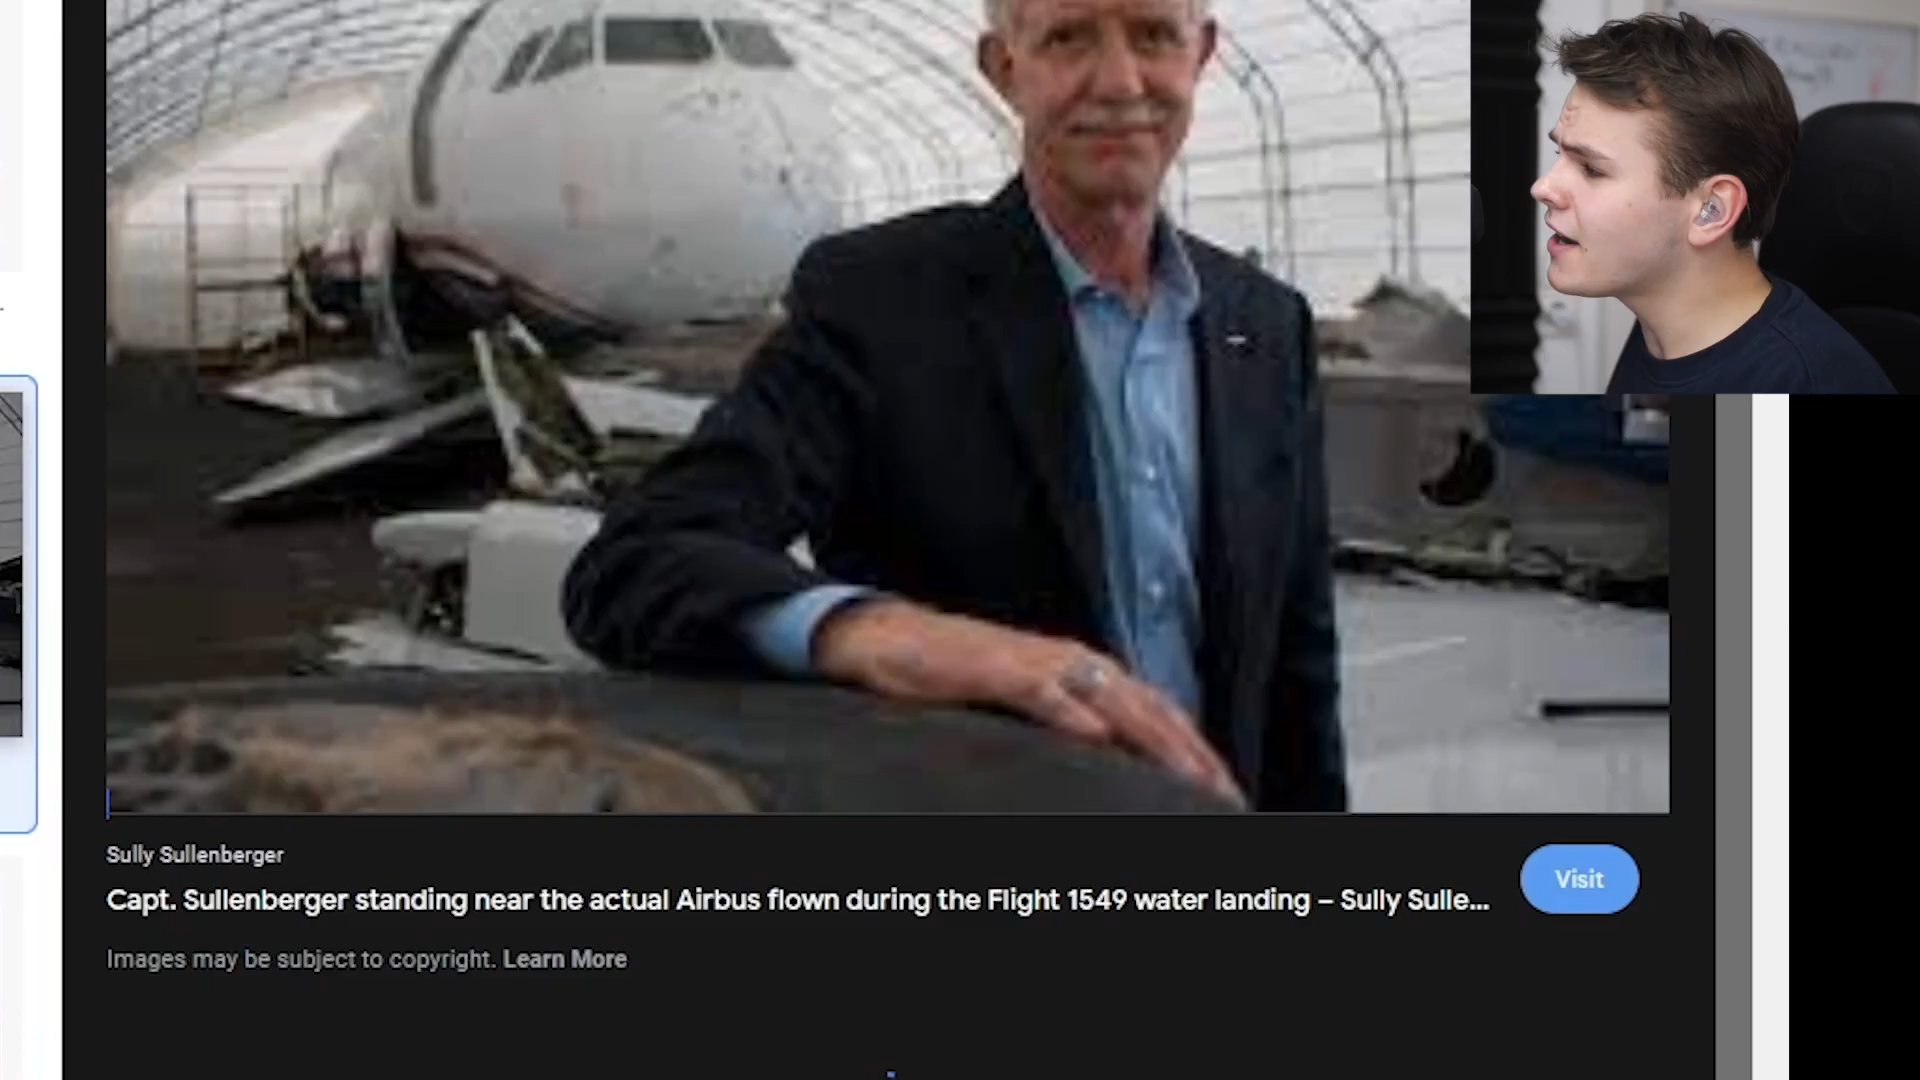 Sully Sullenberger
Capt. Sullenberger standing near the actual Airbus flown during the Flight 1549 water landing – Sully Sulle...
Visit
Images may be subject to copyright. Learn More